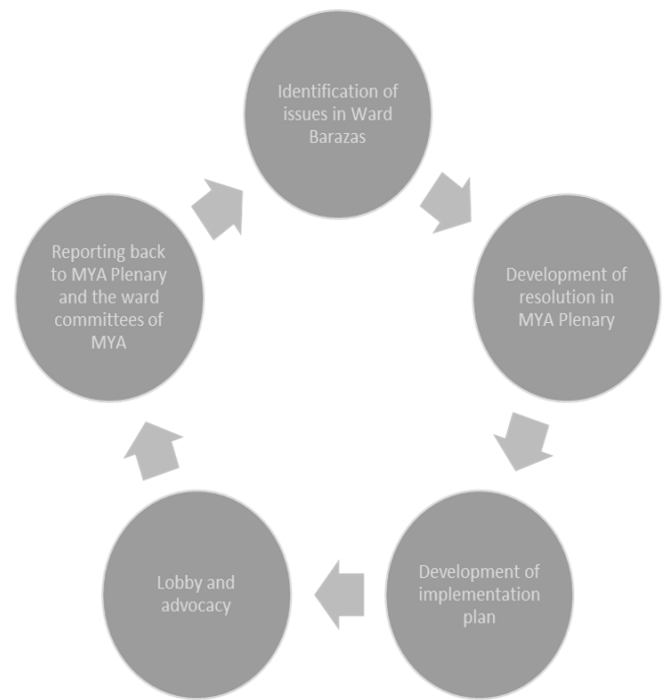 Identification of
issues in Ward
Barazas
Development of
resolution in
MYA Plenary
Development of
implementation
plan
Lobby and
advocacy
Reporting back
to MYA Plenary
and the ward
committees of
MYA